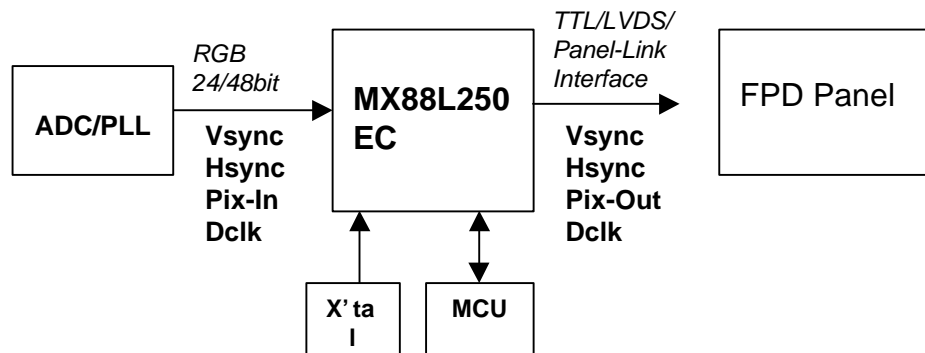 ADC/PLL
RGB
24/48bit
Vsync
Hsync
Pix-In
Dclk
MX88L250
EC
TTL/LVDS/
Panel-Link
Interface
Vsync
Hsync
Pix-Out
Dclk
FPD Panel
X' ta
l
MCU